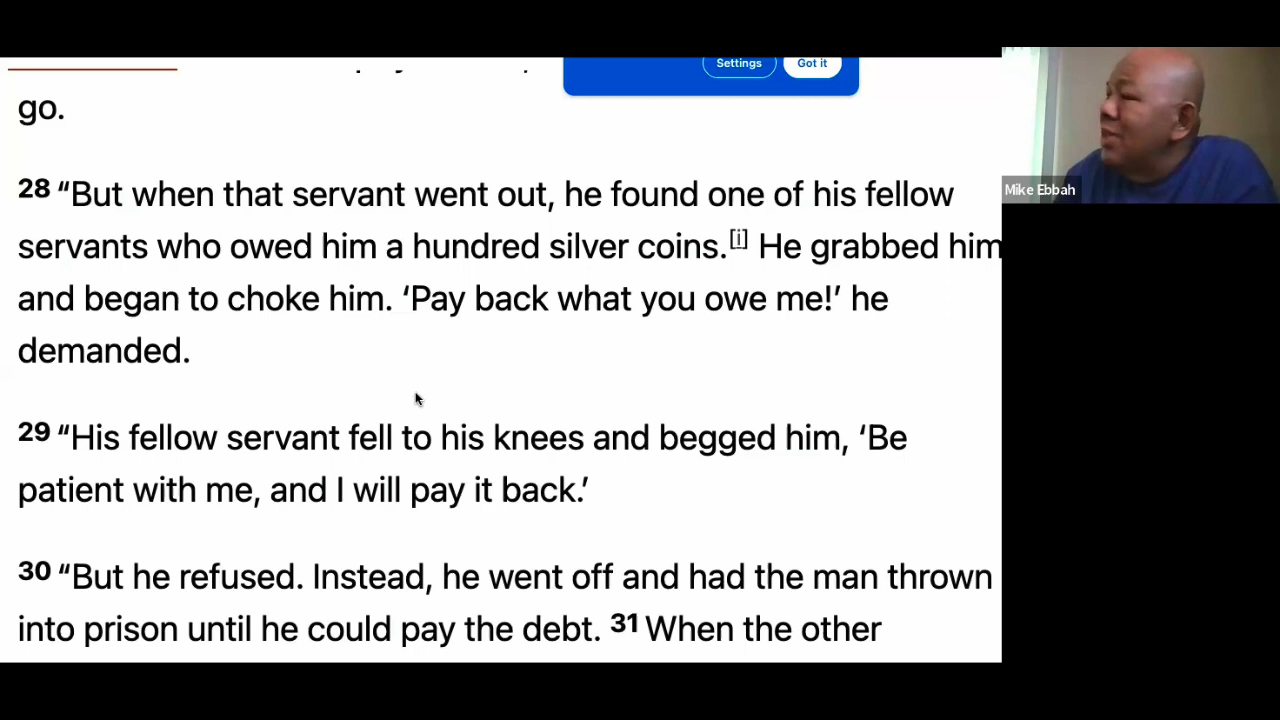 Settings
Got it
go.
28 “But when that servant went out, he found one of his fellow
servants who owed him a hundred silver coins.[i] He grabbed him
and began to choke him. ‘Pay back what you owe me!’ he
demanded.
29 “His fellow servant fell to his knees and begged him, ‘Be
patient with me, and I will pay it back.’
30 “But he refused. Instead, he went off and had the man thrown
into prison until he could pay the debt. 31 When the other
Mike Ebbah